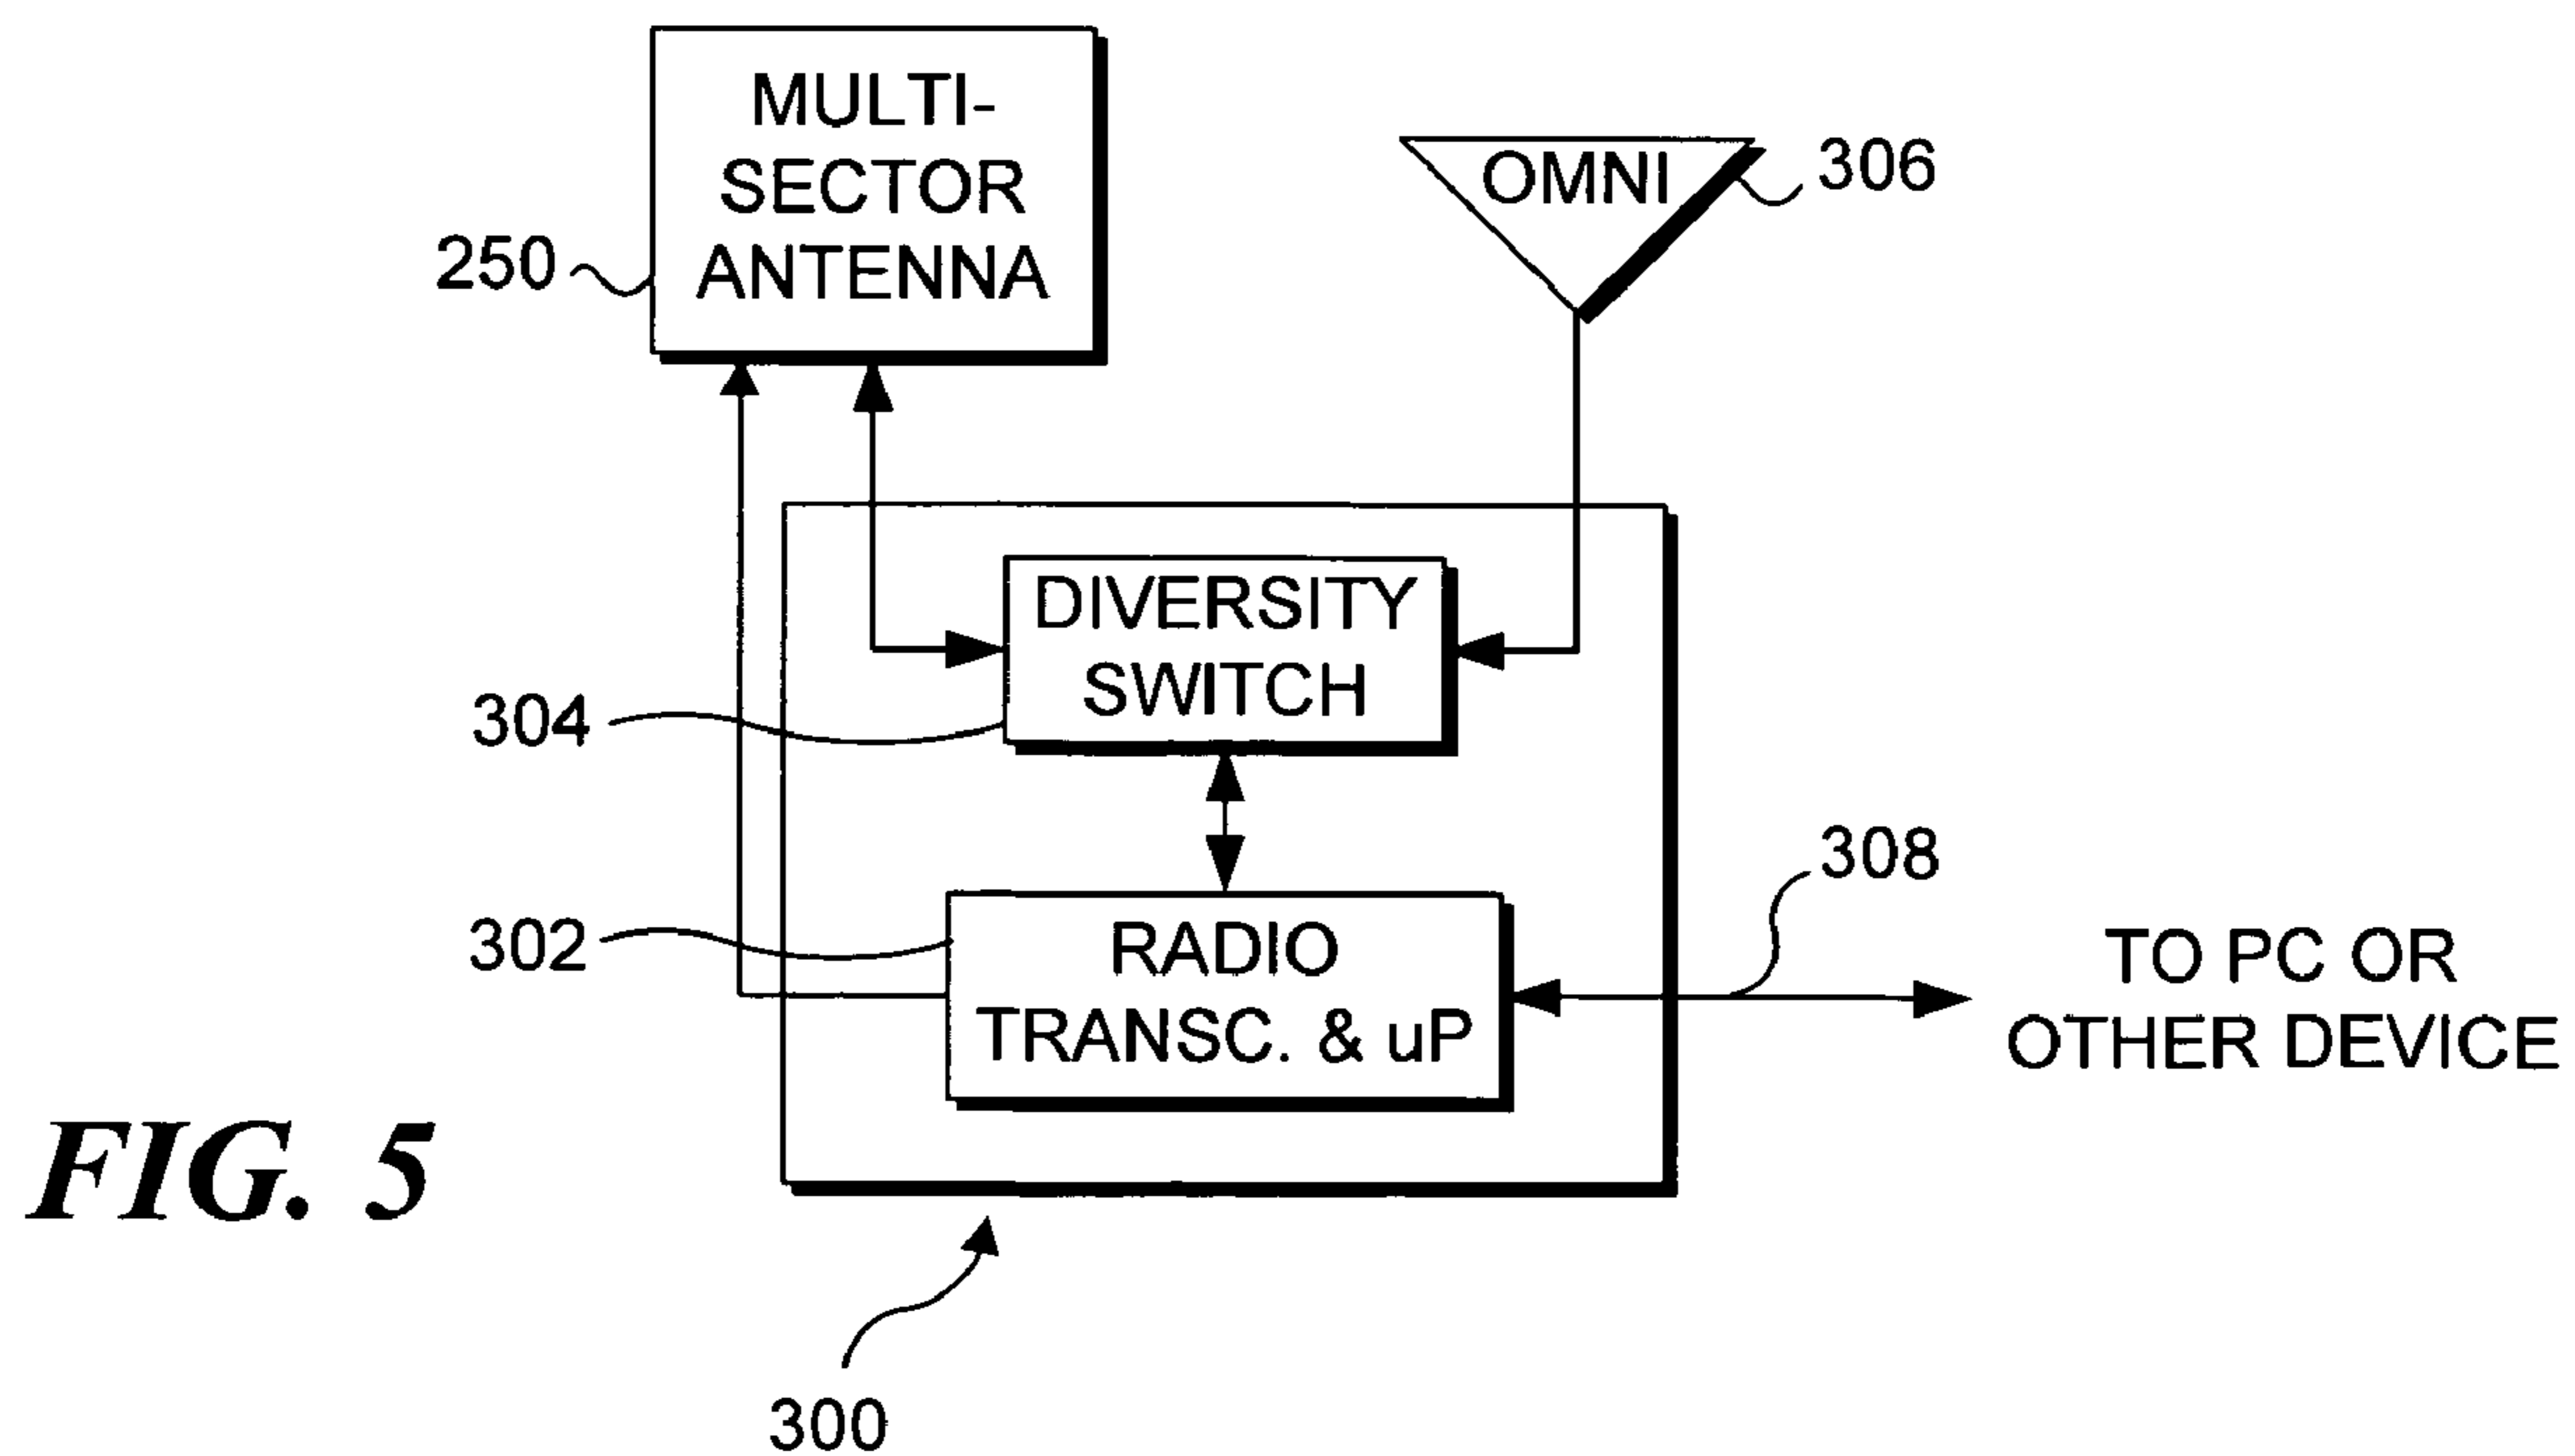 MULTI-
SECTOR
ANTENNA
250
OMNI
306
DIVERSITY
SWITCH
304
302
RADIO
TRANSC. & uP
308
TO PC OR
OTHER DEVICE
FIG. 5
300